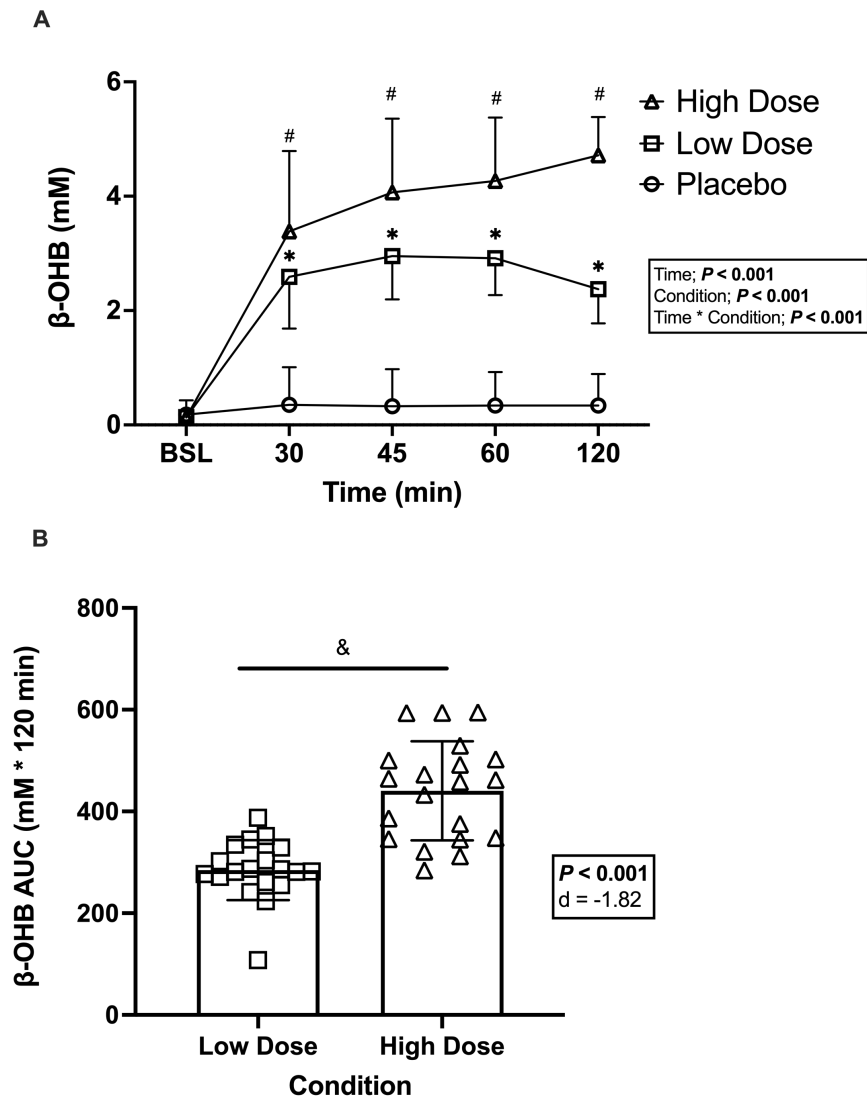 A
β-OHB (mM)
6
4
2
0
# # # #
* * * *
High Dose
Low Dose
Placebo
Time; P < 0.001
Condition; P < 0.001
Time * Condition; P < 0.001
BSL 30 45 60 120
Time (min)
B
β-OHB AUC (mM * 120 min)
800
600
400
200
0
&
P < 0.001
d = -1.82
Low Dose High Dose
Condition